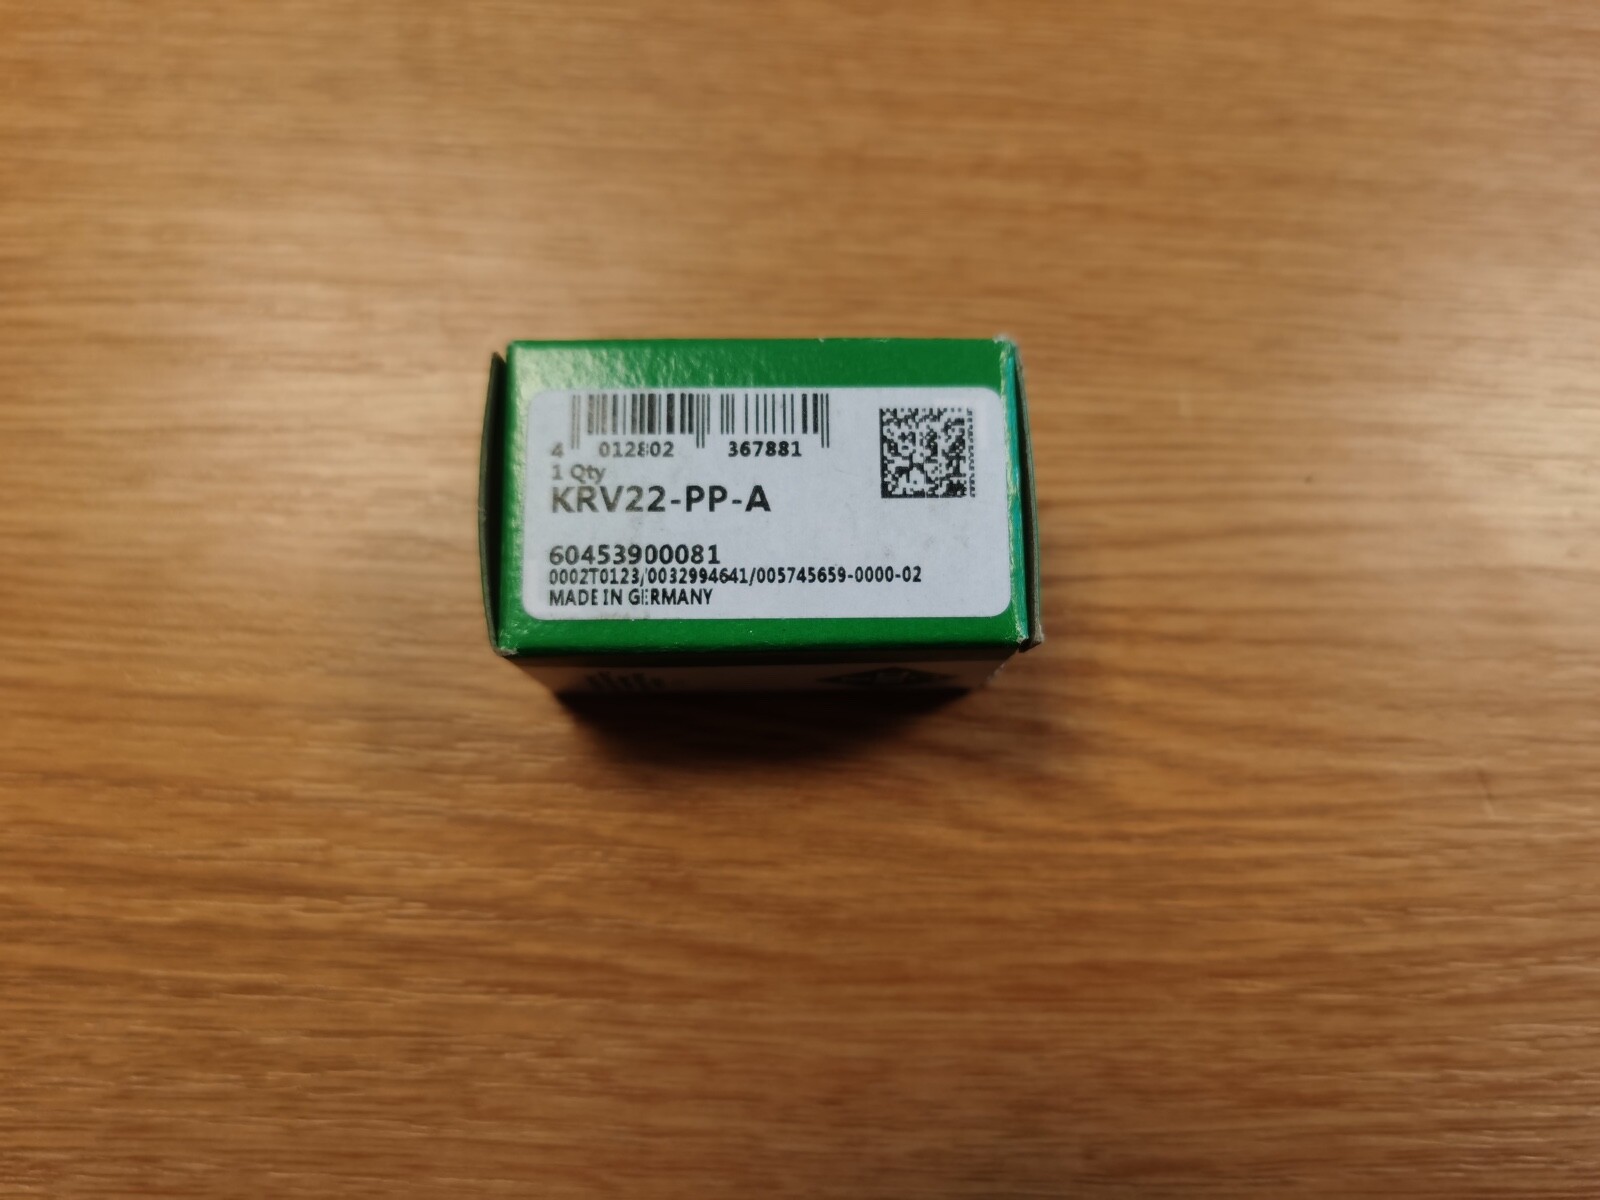 4 012802 367881
1 Qty
KRV22-PP-A
60453900081
0002T0123/0032994641/005745659-0000-02
MADE IN GERMANY